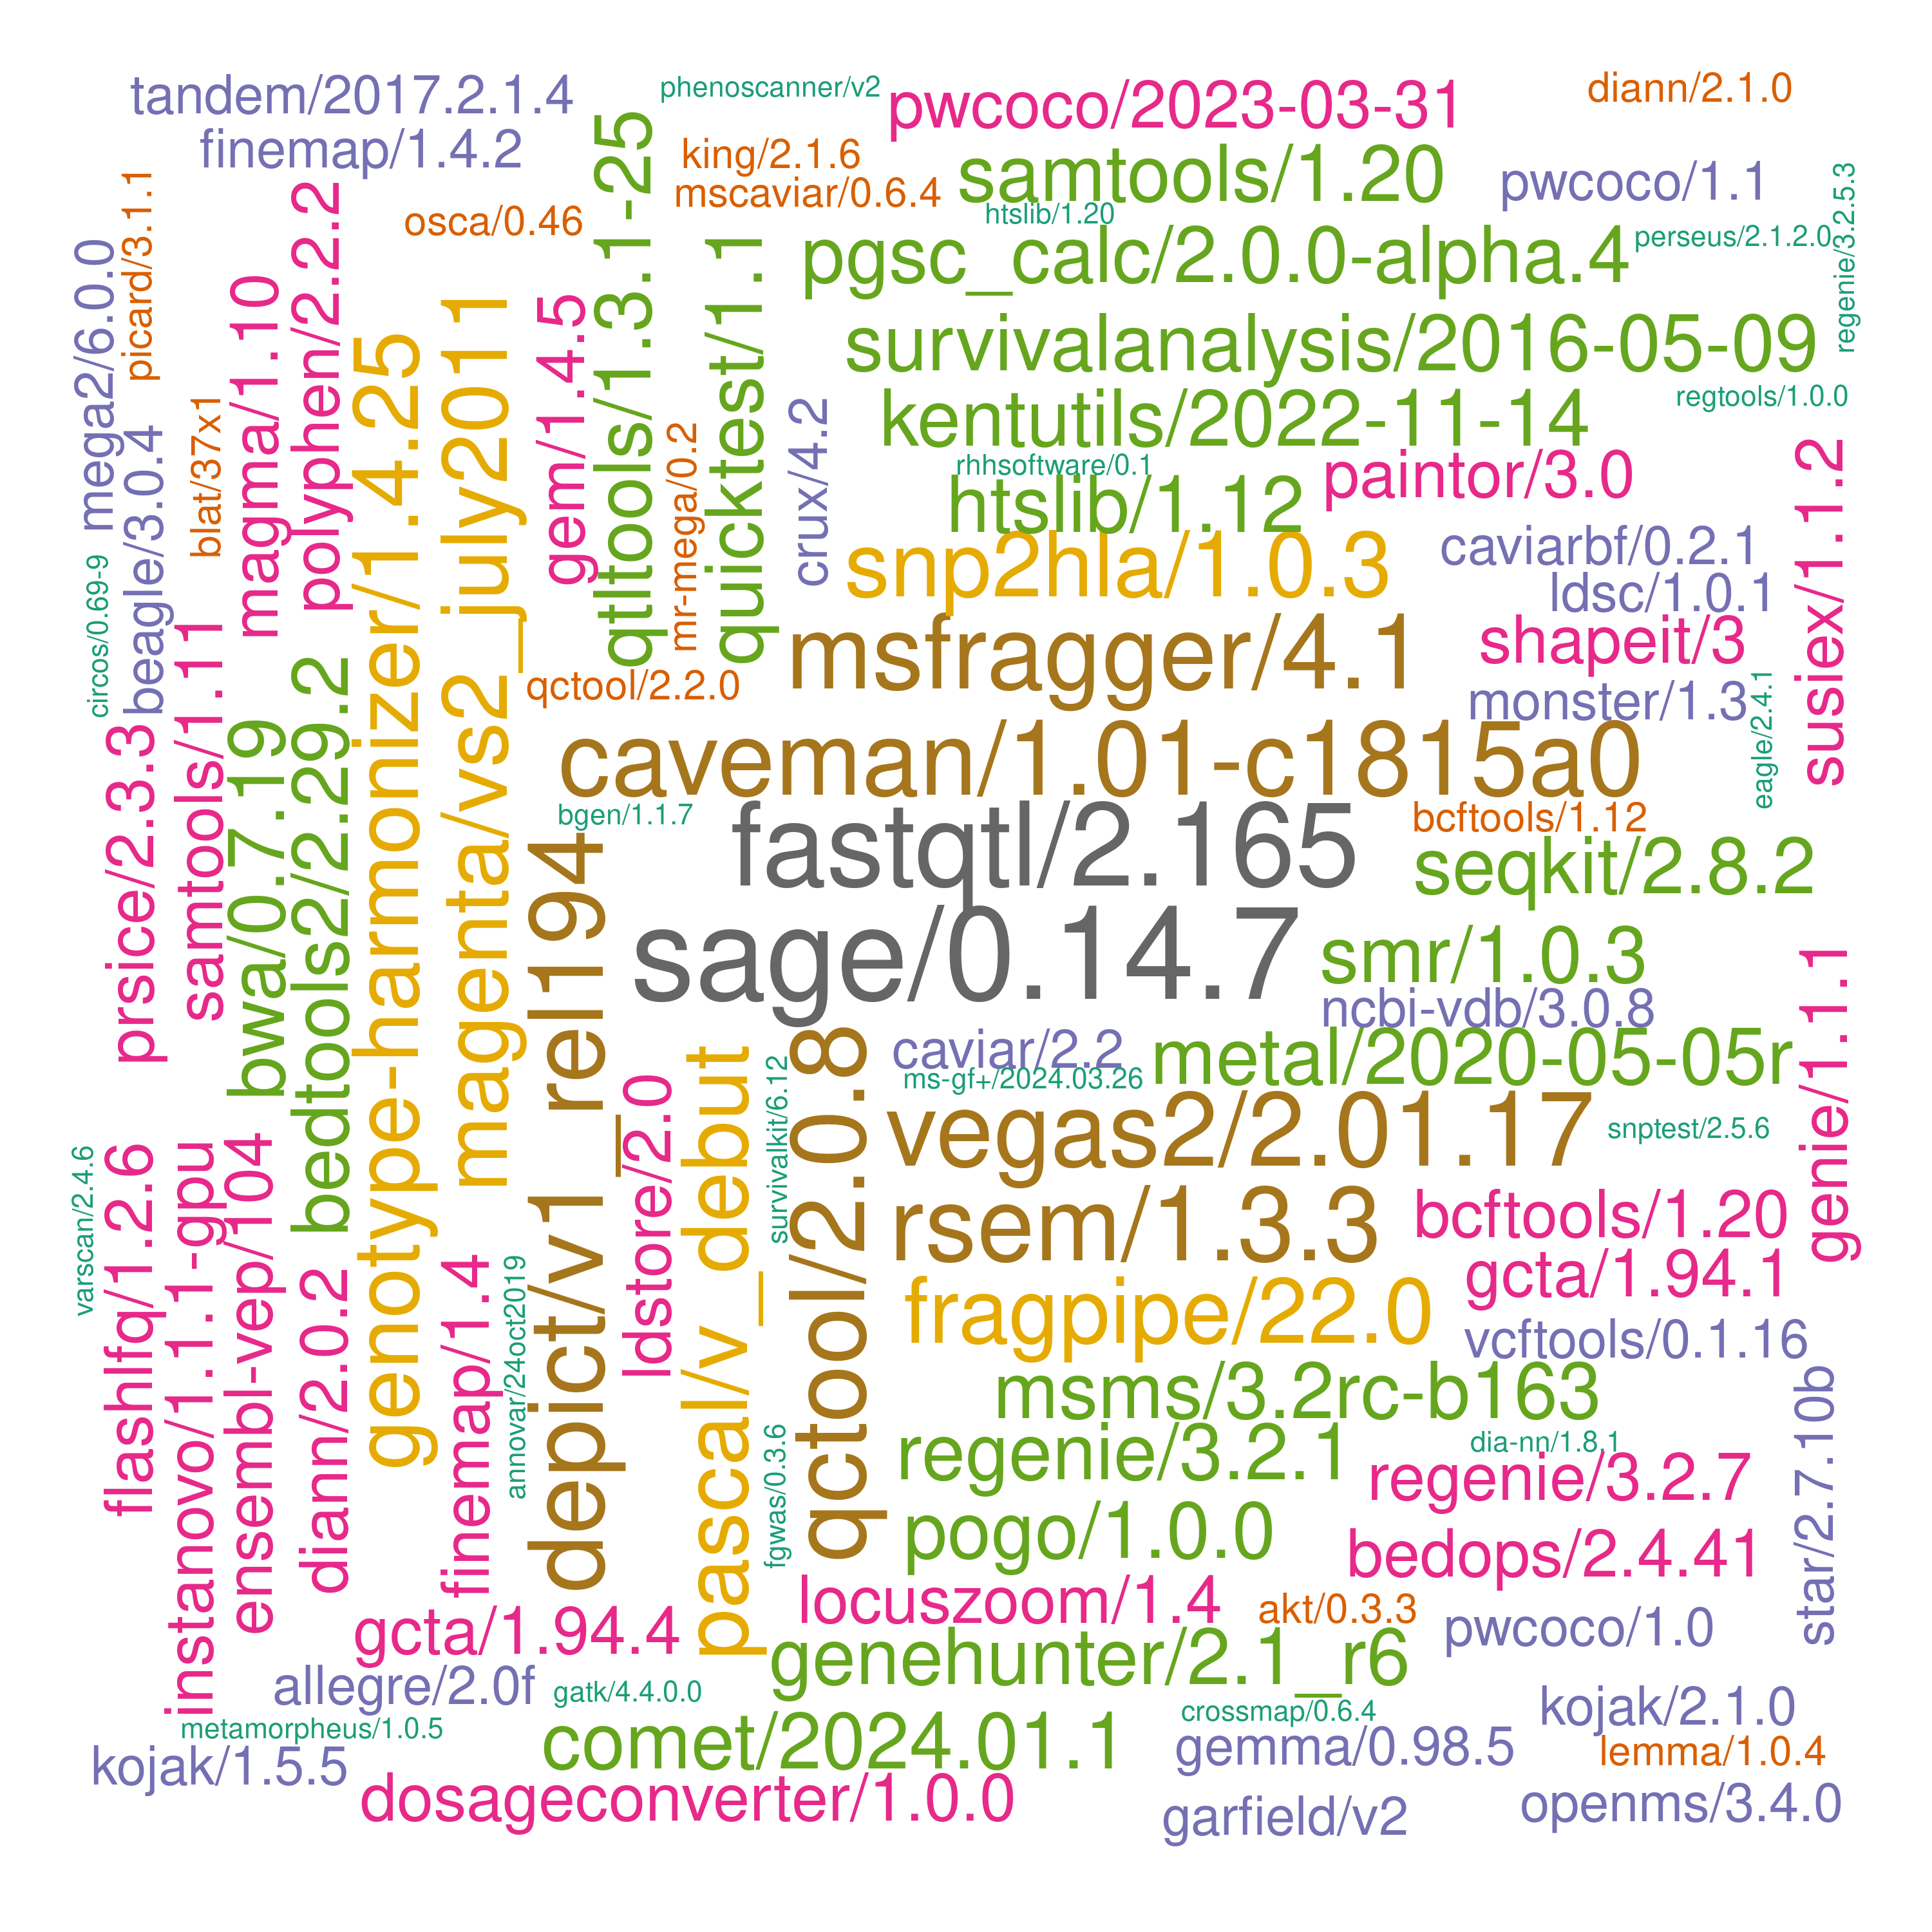 tandem/2017.2.1.4
phenoscanner/v2
pwcoco/2023-03-31
diann/2.1.0
finemap/1.4.2
king/2.1.6
samtools/1.20
pwcoco/1.1
mscaviar/0.6.4
osca/0.46
htslib/1.20
perseus/2.1.2.0
regenie/3.2.5.3
picard/3.1.1
mega2/6.0.0
polyphen/2.2.2
qtltools/1.3.1-25
pgsc_calc/2.0.0-alpha.4
survivalanalysis/2016-05-09
magma/1.10
genotype-harmonizer/1.4.25
magenta/vs2_july2011
gem/1.4.5
quicktest/1.1
kentutils/2022-11-14
regtools/1.0.0
beagle/3.0.4
blat/37x1
mr-mega/0.2
crux/4.2
rhhsoftware/0.1
paintor/3.0
htslib/1.12
susiex/1.1.2
snp2hla/1.0.3
caviarbf/0.2.1
ldsc/1.0.1
circos/0.69-9
samtools/1.11
msfragger/4.1
shapeit/3
qctool/2.2.0
monster/1.3
eagle/2.4.1
prsice/2.3.3
bwa/0.7.19
bedtools2/2.29.2
caveman/1.01-c1815a0
bgen/1.1.7
fastqtl/2.165
bcftools/1.12
seqkit/2.8.2
depict/v1_rel194
sage/0.14.7
smr/1.0.3
ncbi-vdb/3.0.8
genie/1.1.1
caviar/2.2
metal/2020-05-05r
ms-gf+/2024.03.26
ldstore/2.0
pascal/v_debut
survivalkit/6.12
qctool/2.0.8
vegas2/2.01.17
snptest/2.5.6
varscan/2.4.6
flashlfq/1.2.6
instanovo/1.1.1-gpu
ensembl-vep/104
rsem/1.3.3
bcftools/1.20
gcta/1.94.1
diann/2.0.2
finemap/1.4
annovar/24oct2019
fragpipe/22.0
vcftools/0.1.16
msms/3.2rc-b163
star/2.7.10b
fgwas/0.3.6
regenie/3.2.1
dia-nn/1.8.1
regenie/3.2.7
pogo/1.0.0
bedops/2.4.41
locuszoom/1.4
akt/0.3.3
pwcoco/1.0
gcta/1.94.4
genehunter/2.1_r6
allegre/2.0f
gatk/4.4.0.0
kojak/2.1.0
crossmap/0.6.4
metamorpheus/1.0.5
comet/2024.01.1
gemma/0.98.5
lemma/1.0.4
kojak/1.5.5
dosageconverter/1.0.0
garfield/v2
openms/3.4.0